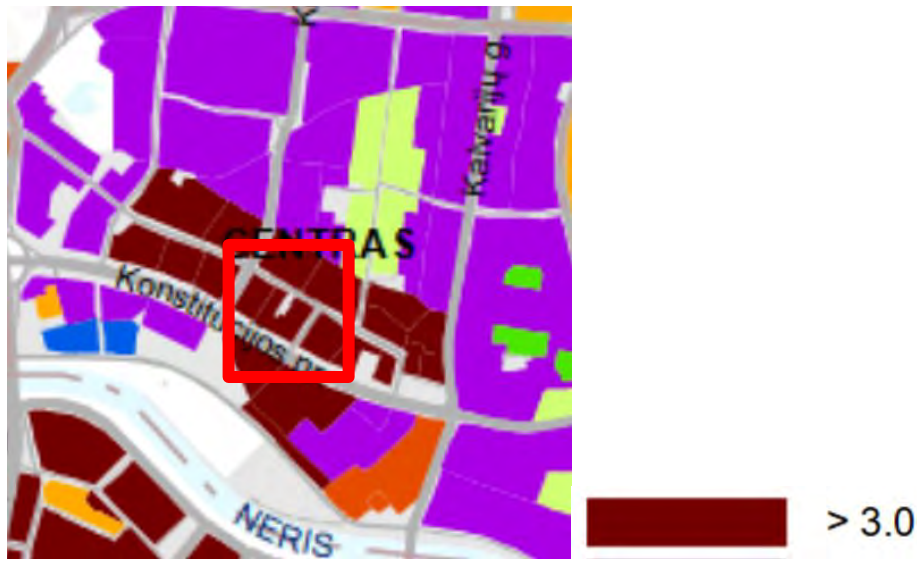 K
Kalvarijų g.
CENTRAS
Konstitucijos pr
NERIS
> 3.0